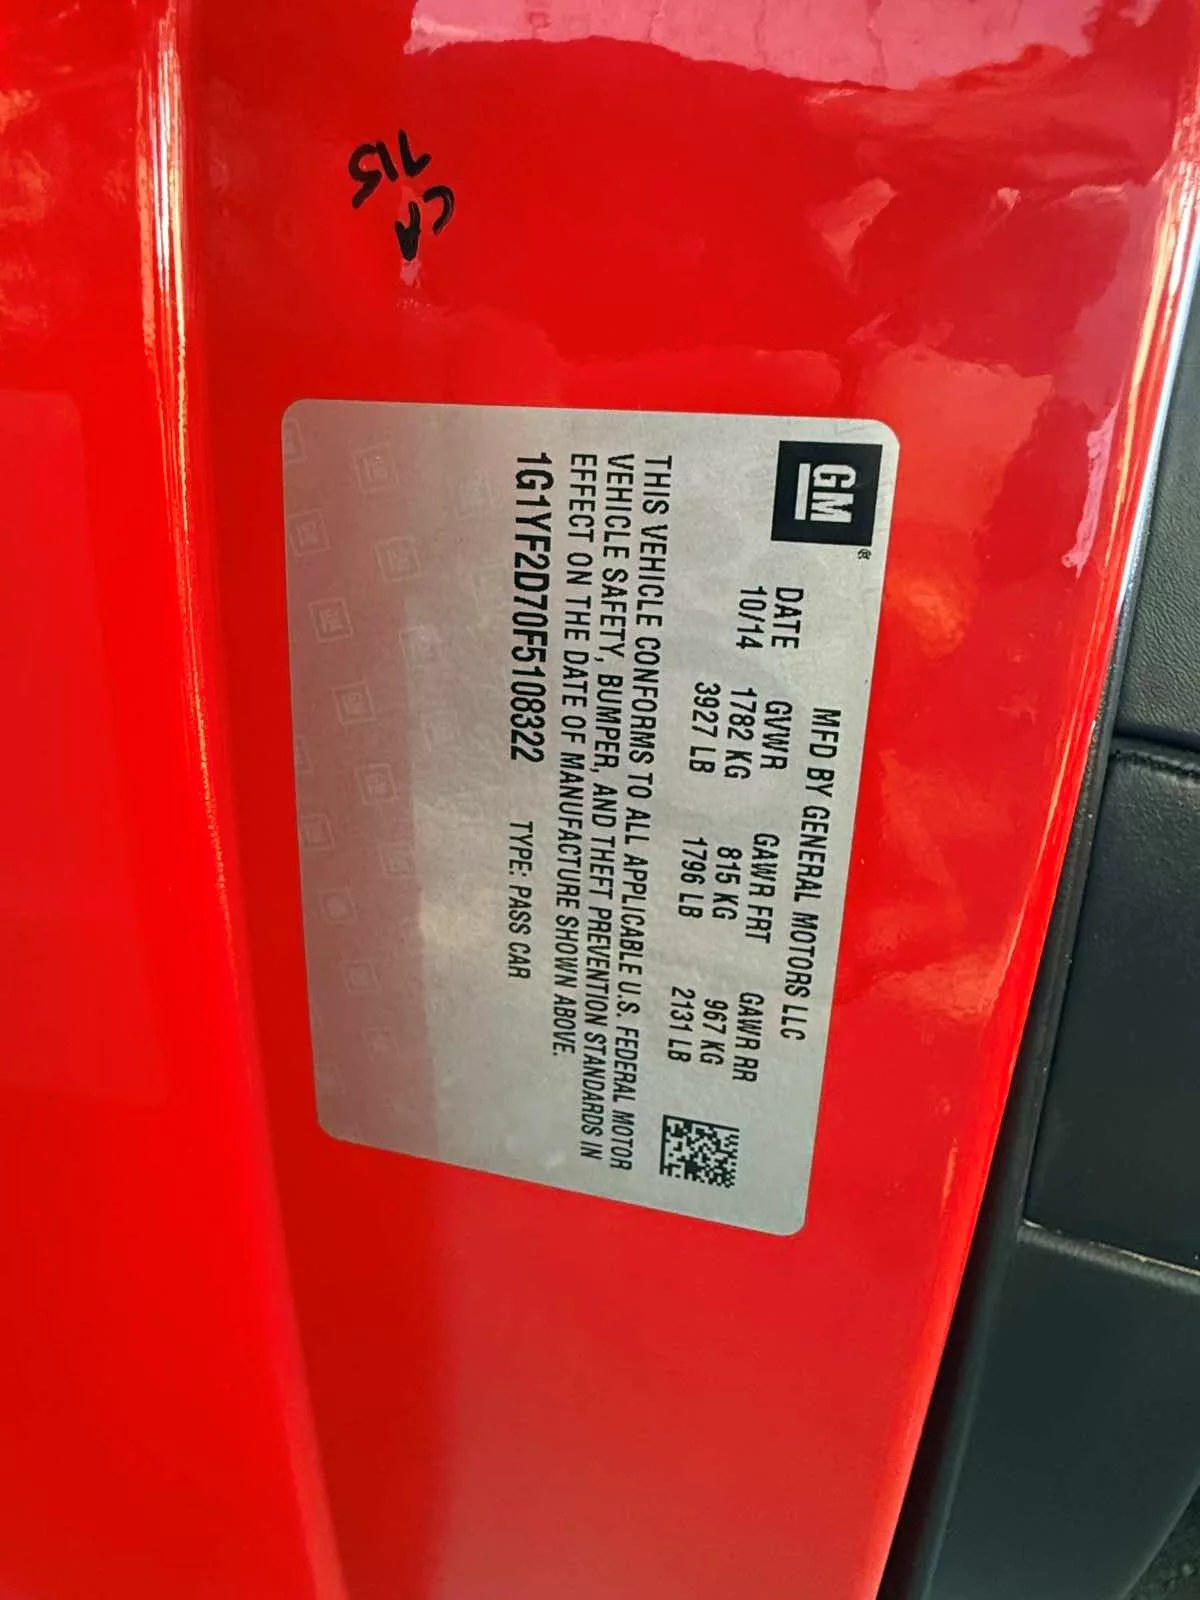 GM
®
MFD BY GENERAL MOTORS LLC
DATE GVWR GAWR FRT GAWR RR
10/14 1782 KG 815 KG 967 KG
3927 LB 1796 LB 2131 LB
THIS VEHICLE CONFORMS TO ALL APPLICABLE U.S. FEDERAL MOTOR
VEHICLE SAFETY, BUMPER, AND THEFT PREVENTION STANDARDS IN
EFFECT ON THE DATE OF MANUFACTURE SHOWN ABOVE.
1G1YF2D70F5108322 TYPE: PASS CAR